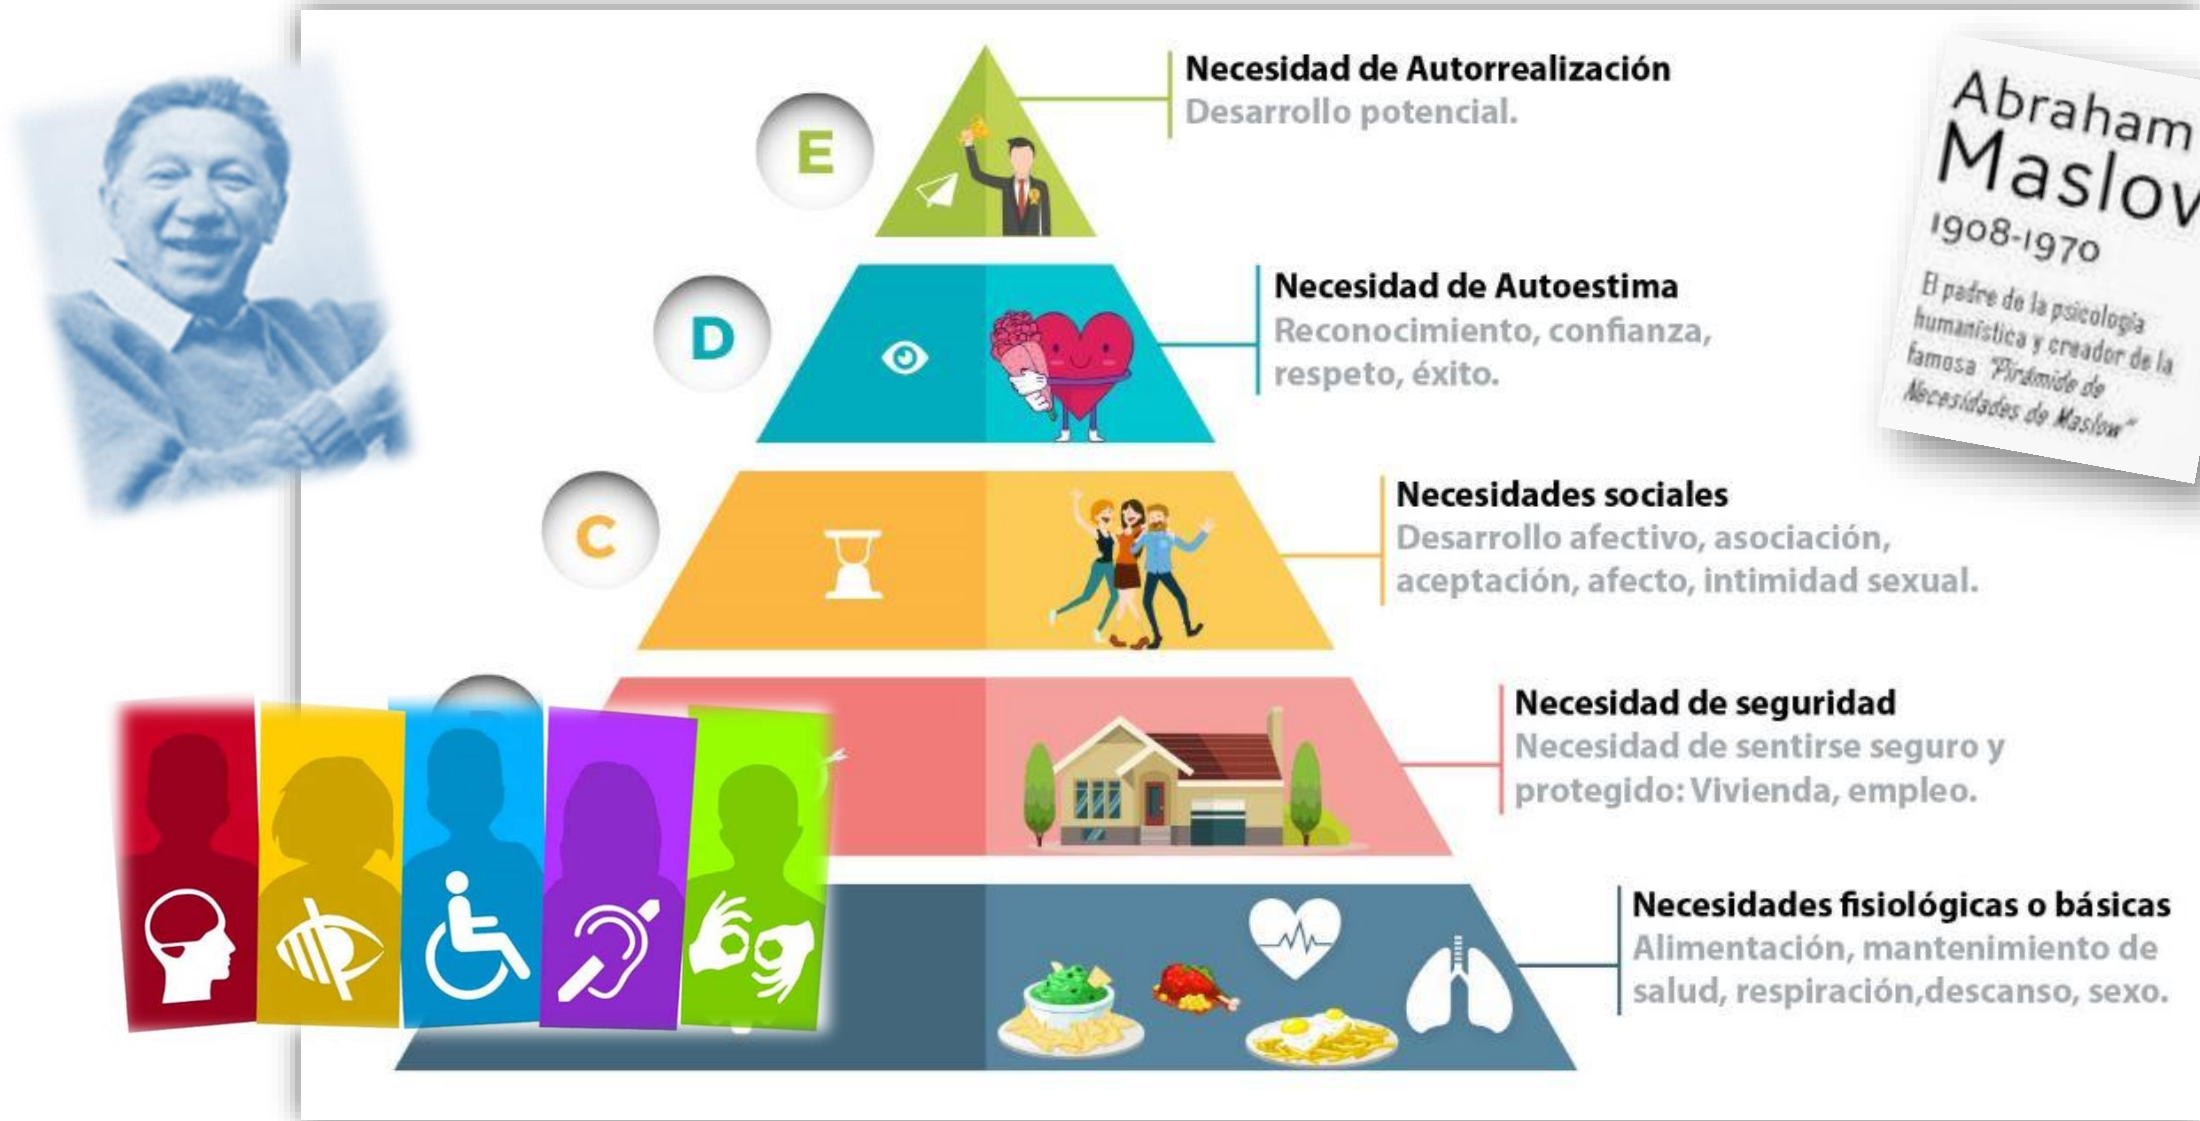 E
Necesidad de Autorrealización
Desarrollo potencial.
Abraham
Maslow
1908-1970
El padre de la psicología
humanística y creador de la
famosa "Pirámide de
Necesidades de Maslow"
D
Necesidad de Autoestima
Reconocimiento, confianza,
respeto, éxito.
C
Necesidades sociales
Desarrollo afectivo, asociación,
aceptación, afecto, intimidad sexual.
Necesidad de seguridad
Necesidad de sentirse seguro y
protegido: Vivienda, empleo.
Necesidades fisiológicas o básicas
Alimentación, mantenimiento de
salud, respiración,descanso, sexo.